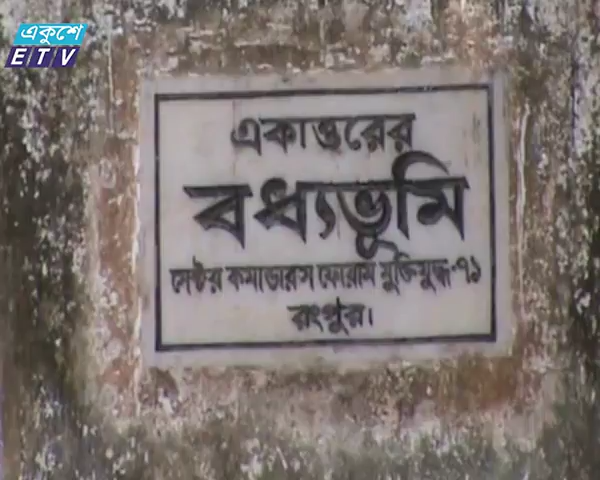 একুশে
ETV
একাত্তরের
বধ্যভূমি
সেক্টর কমান্ডারস ফোরাম মুক্তিযুদ্ধ-৭১
রংপুর।